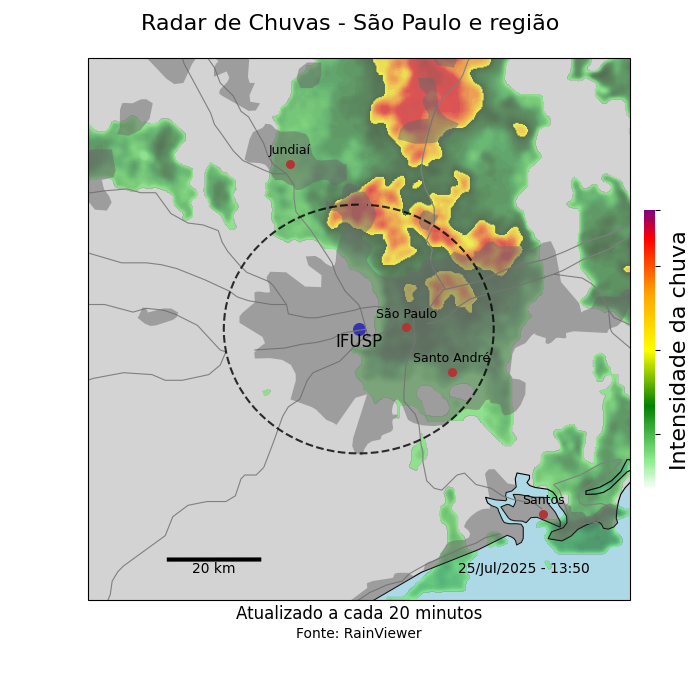 Radar de Chuvas - São Paulo e região
Jundiaí
São Paulo
IFUSP
Santo André
Santos
20 km
25/Jul/2025 - 13:50
Intensidade da chuva
Atualizado a cada 20 minutos
Fonte: RainViewer